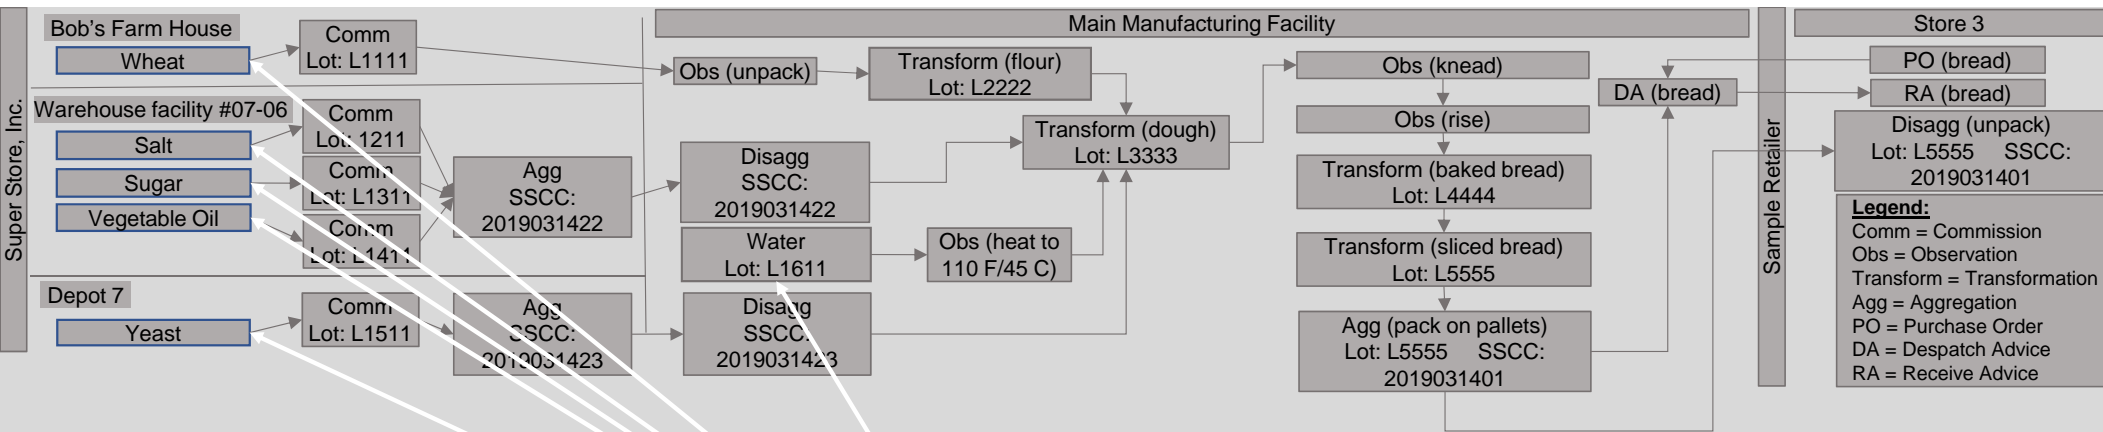 Super Store, Inc.
Bob's Farm House
Wheat
Comm
Lot: L1111
Warehouse facility #07-06
Salt
Sugar
Vegetable Oil
Comm
Lot: 1211
Comm
Lot: L1311
Comm
Lot: L1411
Agg
SSCC:
2019031422
Depot 7
Yeast
Comm
Lot: L1511
Agg
SSCC:
2019031423
Main Manufacturing Facility
Obs (unpack)
Transform (flour)
Lot: L2222
Disagg
SSCC:
2019031422
Water
Lot: L1611
Obs (heat to
110 F/45 C)
Disagg
SSCC:
2019031423
Transform (dough)
Lot: L3333
Obs (knead)
Obs (rise)
Transform (baked bread)
Lot: L4444
Transform (sliced bread)
Lot: L5555
Agg (pack on pallets)
Lot: L5555 SSCC:
2019031401
DA (bread)
Sample Retailer
Store 3
PO (bread)
RA (bread)
Disagg (unpack)
Lot: L5555 SSCC:
2019031401
Legend:
Comm = Commission
Obs = Observation
Transform = Transformation
Agg = Aggregation
PO = Purchase Order
DA = Despatch Advice
RA = Receive Advice